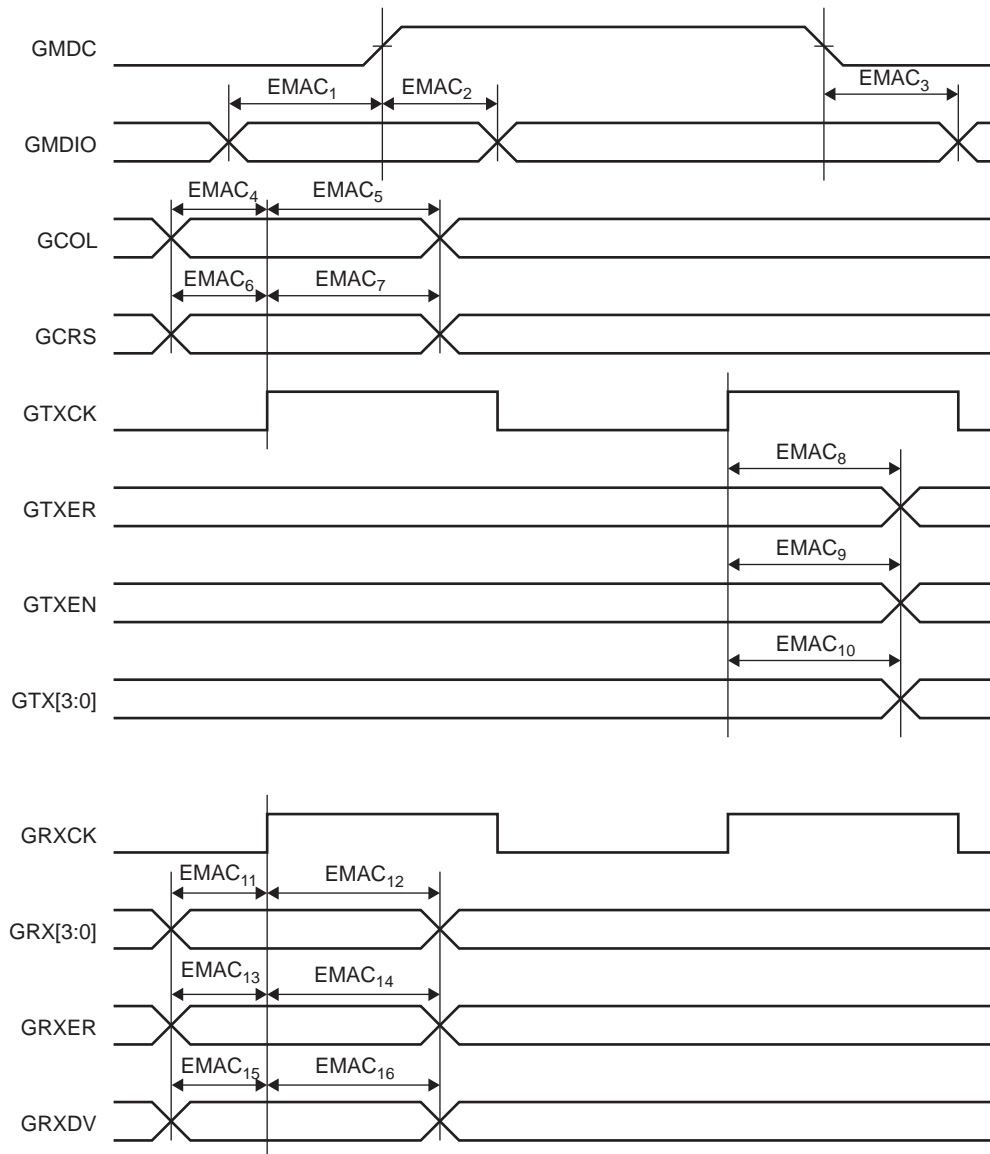 GMDC
EMAC₁ EMAC₂ EMAC₃
GMDIO
EMAC₄ EMAC₅
GCOL
EMAC₆ EMAC₇
GCRS
GTXCK
EMAC₈
GTXER
EMAC₉
GTXEN
EMAC₁₀
GTX[3:0]
GRXCK
EMAC₁₁ EMAC₁₂
GRX[3:0]
EMAC₁₃ EMAC₁₄
GRXER
EMAC₁₅ EMAC₁₆
GRXDV